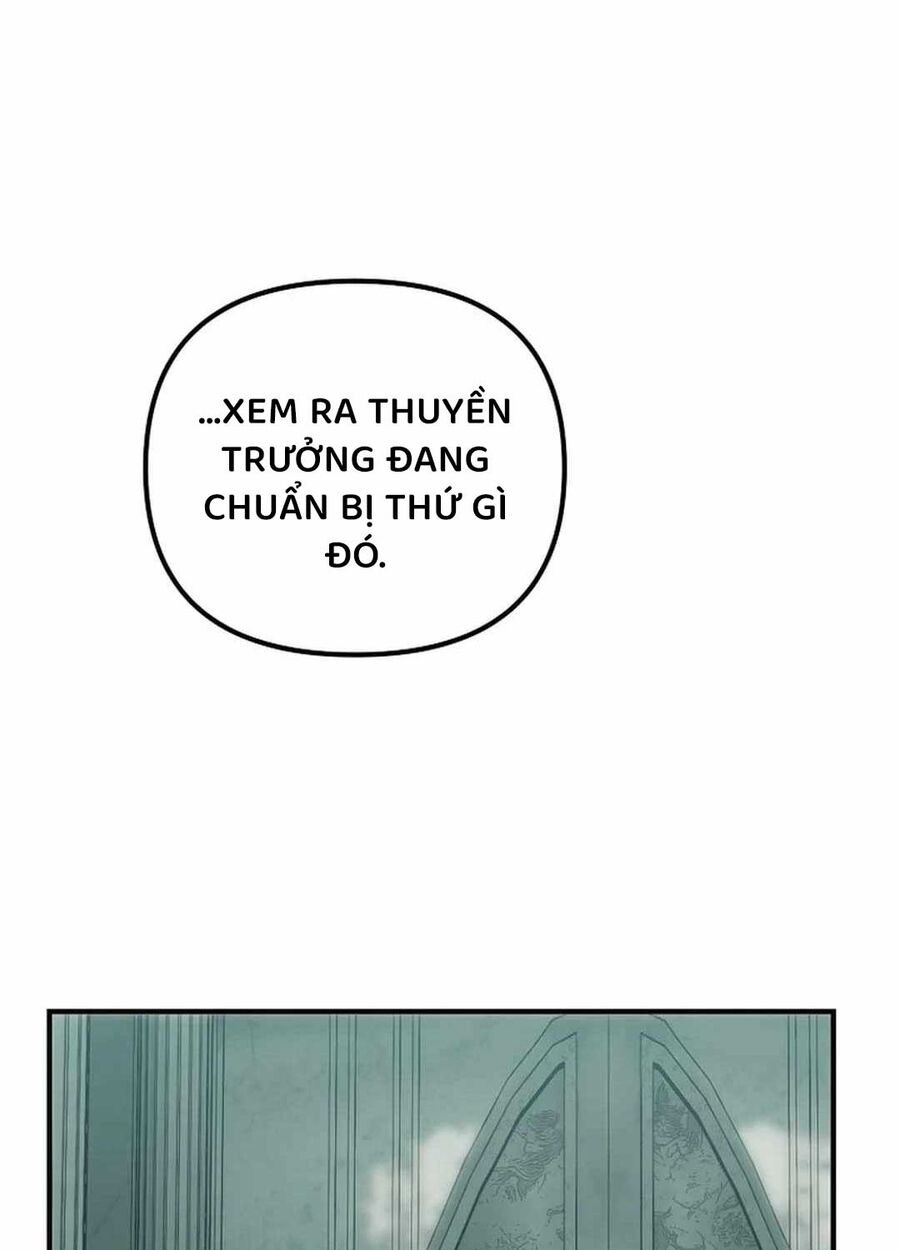 ...XEM RA THUYỀN
TRƯỞNG ĐANG
CHUẨN BỊ THỨ GÌ
ĐÓ.